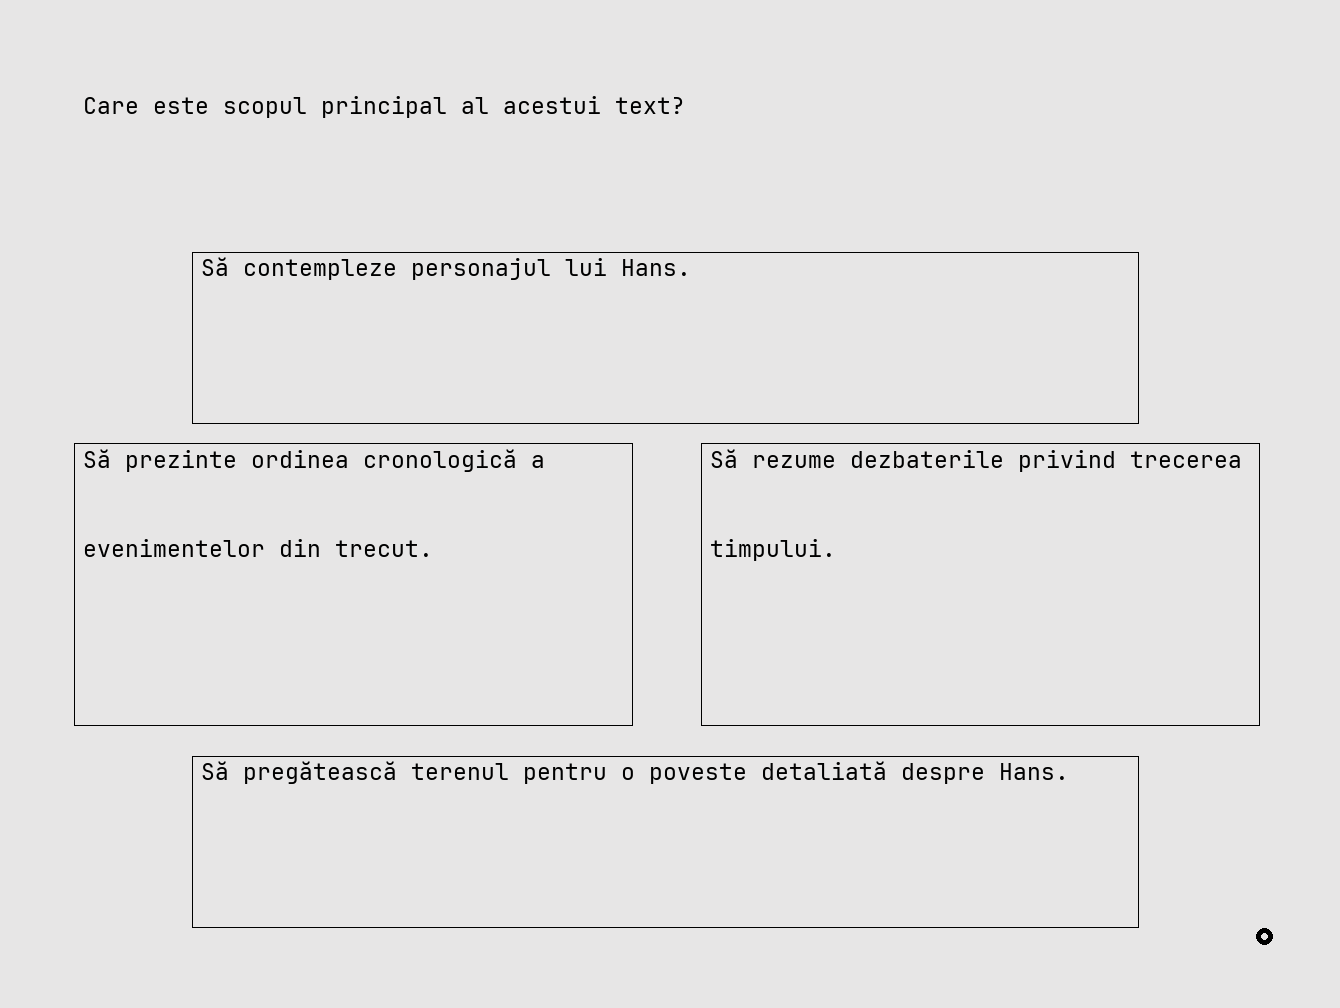 Care este scopul principal al acestui text?
Să contempleze personajul lui Hans.
Să prezinte ordinea cronologică a
evenimentelor din trecut.
Să rezume dezbaterile privind trecerea
timpului.
Să pregătească terenul pentru o poveste detaliată despre Hans.